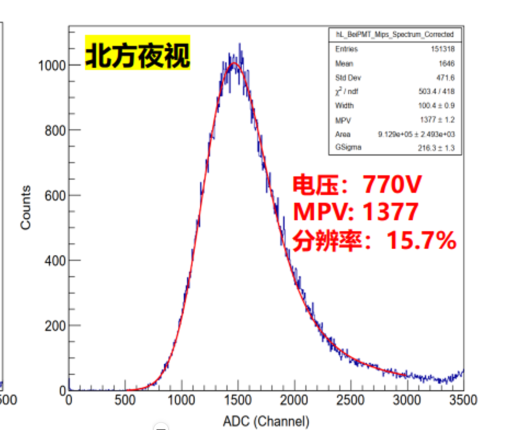 hL_BeiPMT_Mips_Spectrum_Corrected
Entries 151318
Mean 1646
Std Dev 471.6
χ² / ndf 503.4 / 418
Width 100.4 ± 0.9
MPV 1377 ± 1.2
Area 9.129e+05 ± 2.493e+03
GSigma 216.3 ± 1.3
北方夜视
电压：770V
MPV: 1377
分辨率：15.7%
Counts
1000
800
600
400
200
0
500
0 500 1000 1500 2000 2500 3000 3500
ADC (Channel)